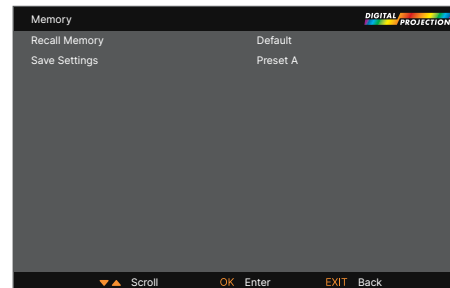 Memory DIGITAL PROJECTION
Recall Memory Default
Save Settings Preset A
▼▲ Scroll OK Enter EXIT Back